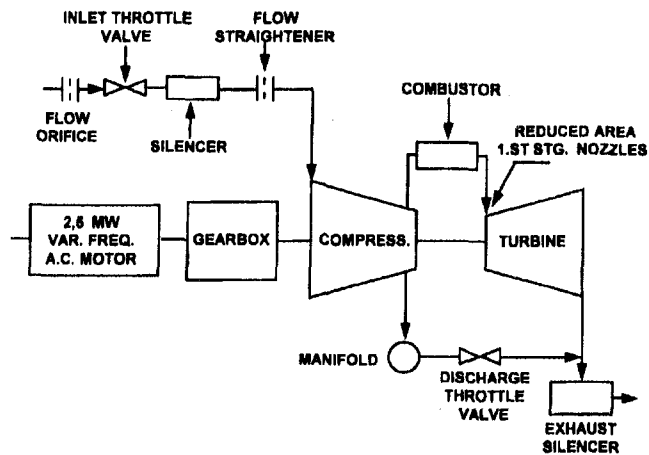 INLET THROTTLE
VALVE
FLOW
STRAIGHTENER
FLOW
ORIFICE
SILENCER
COMBUSTOR
REDUCED AREA
1.ST STG. NOZZLES
2,5 MW
VAR. FREQ.
A.C. MOTOR
GEARBOX
COMPRESS.
TURBINE
MANIFOLD
DISCHARGE
THROTTLE
VALVE
EXHAUST
SILENCER